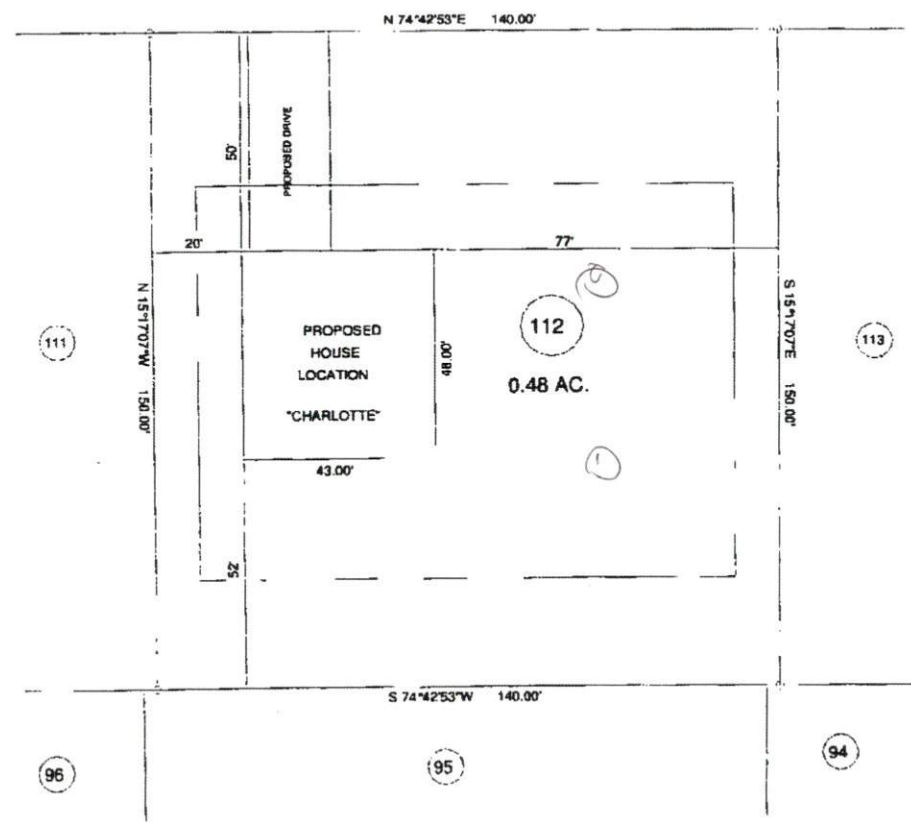 N 74°42'53"E 140.00'
50'
PROPOSED DRIVE
20'
77'
N 15°17'07"W 150.00'
S 15°17'07"E 150.00'
111
PROPOSED
HOUSE
LOCATION
"CHARLOTTE"
48.00'
112
0.48 AC.
113
43.00'
52'
S 74°42'53"W 140.00'
96
95
94